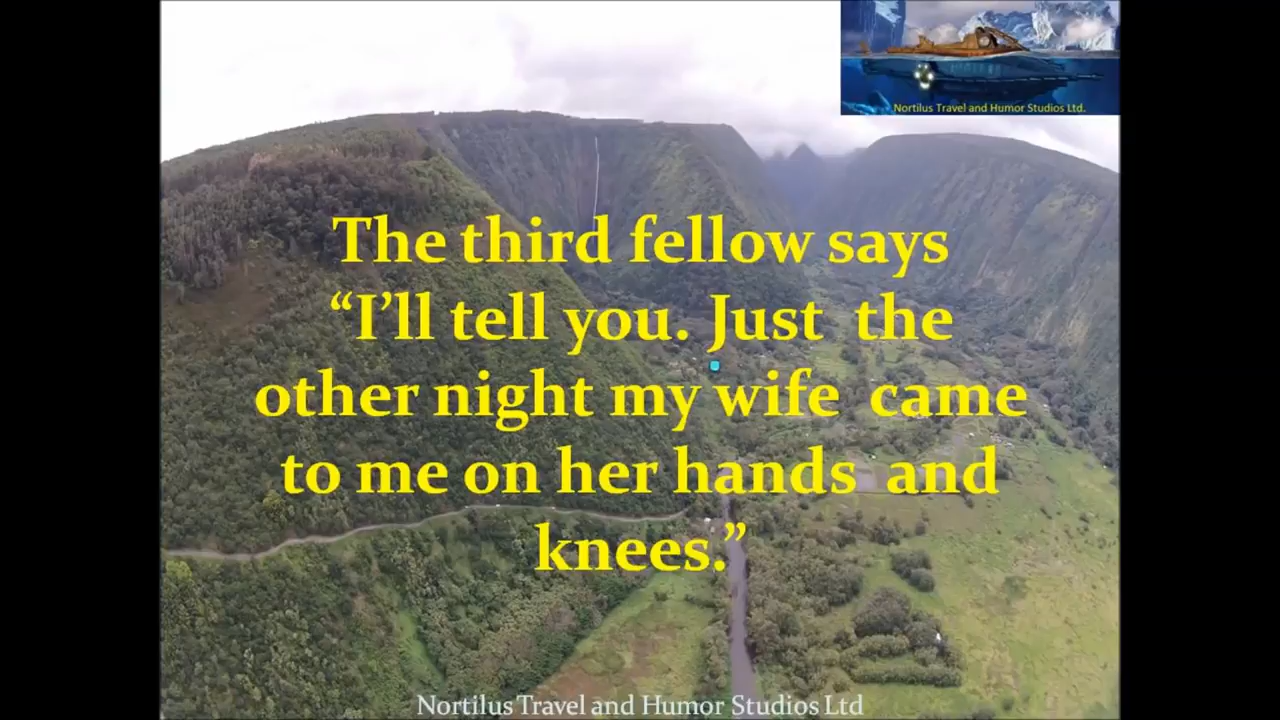 Nortilus Travel and Humor Studios Ltd.
The third fellow says
“I’ll tell you. Just the
other night my wife came
to me on her hands and
knees.”
Nortilus Travel and Humor Studios Ltd